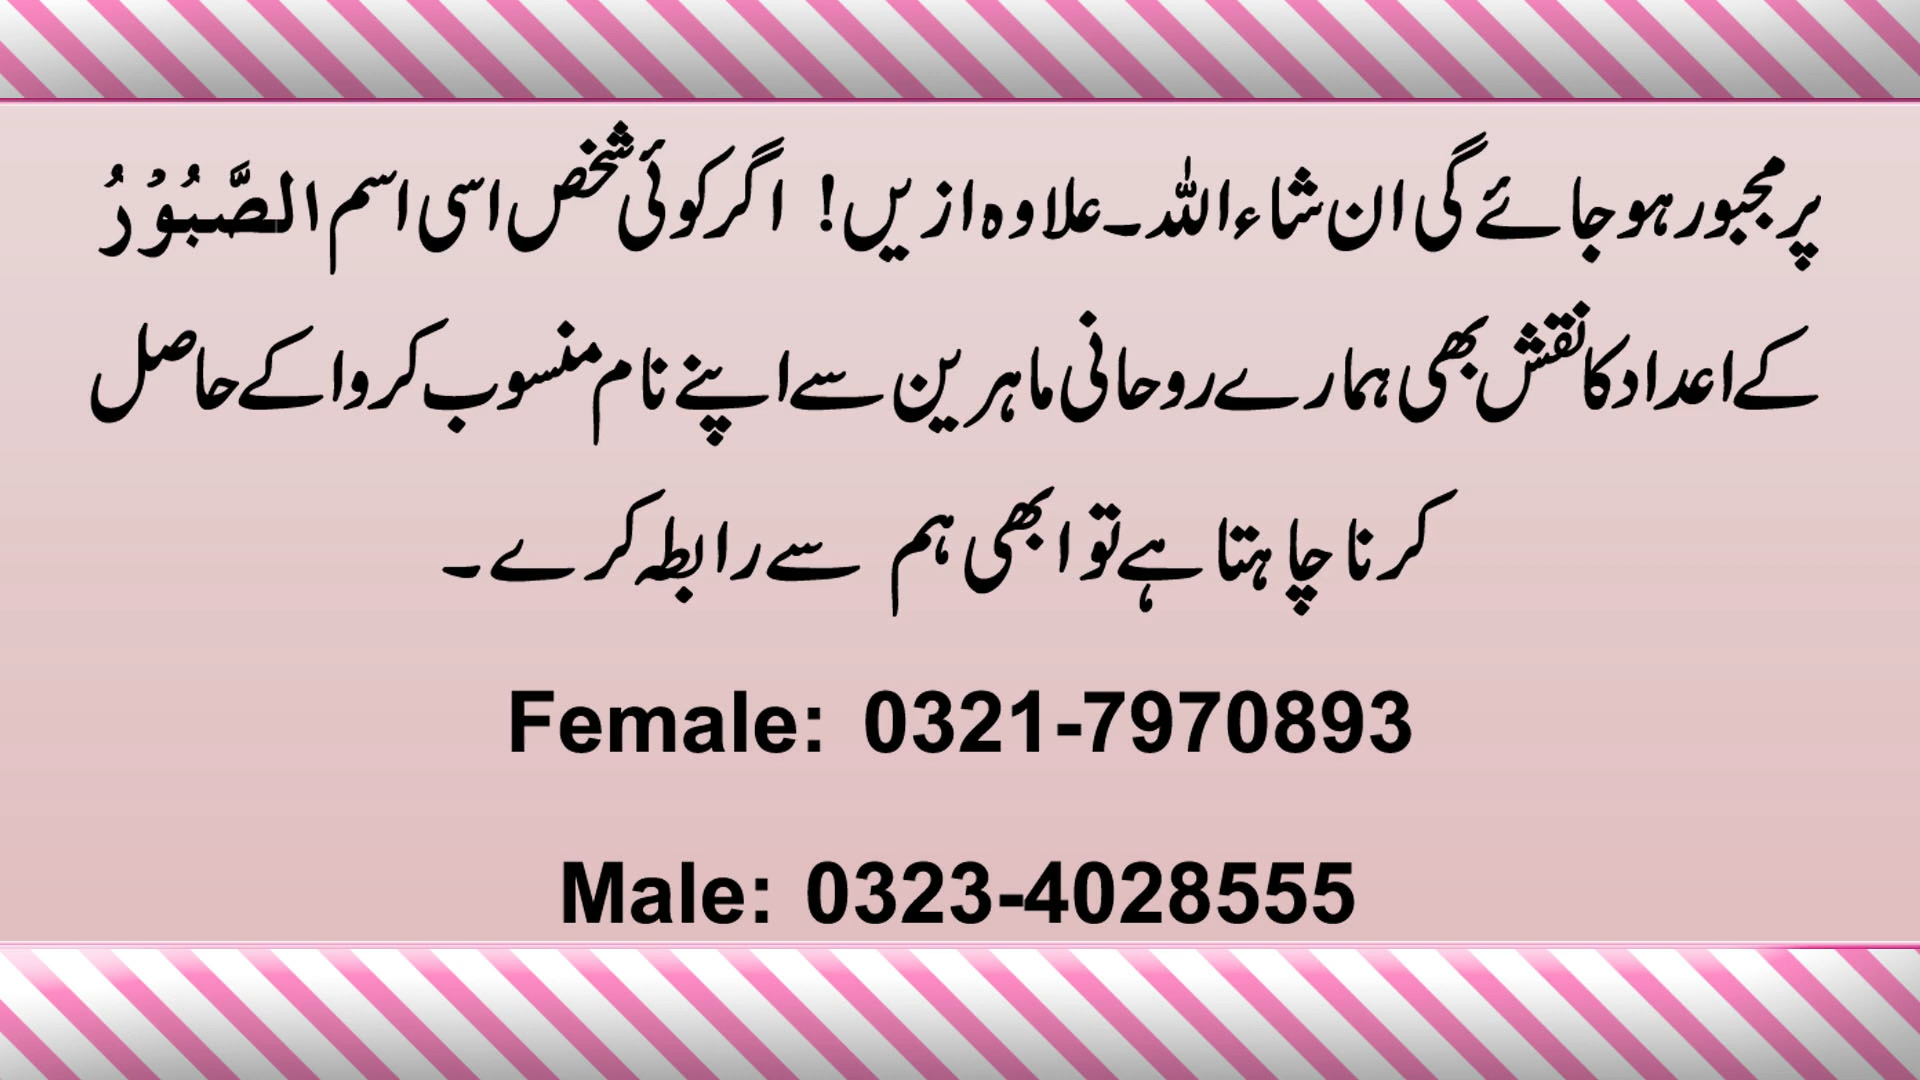 پر مجبور ہو جائے گی ان شاء اللہ۔ علاوہ ازیں! اگر کوئی شخص اسی اسم الصَّبُوْرُ
کے اعداد کا نقش بھی ہمارے روحانی ماہرین سے اپنے نام منسوب کروا کے حاصل
کرنا چاہتا ہے تو ابھی ہم سے رابطہ کرے۔
Female: 0321-7970893
Male: 0323-4028555